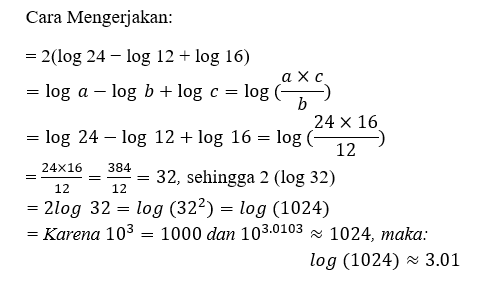 Cara Mengerjakan:
= 2(log 24 − log 12 + log 16)
= log a − log b + log c = log (a × c / b)
= log 24 − log 12 + log 16 = log (24 × 16 / 12)
= 24×16/12 = 384/12 = 32, sehingga 2 (log 32)
= 2log 32 = log (32²) = log (1024)
= Karena 10³ = 1000 dan 10³·⁰¹⁰³ ≈ 1024, maka:
log (1024) ≈ 3.01